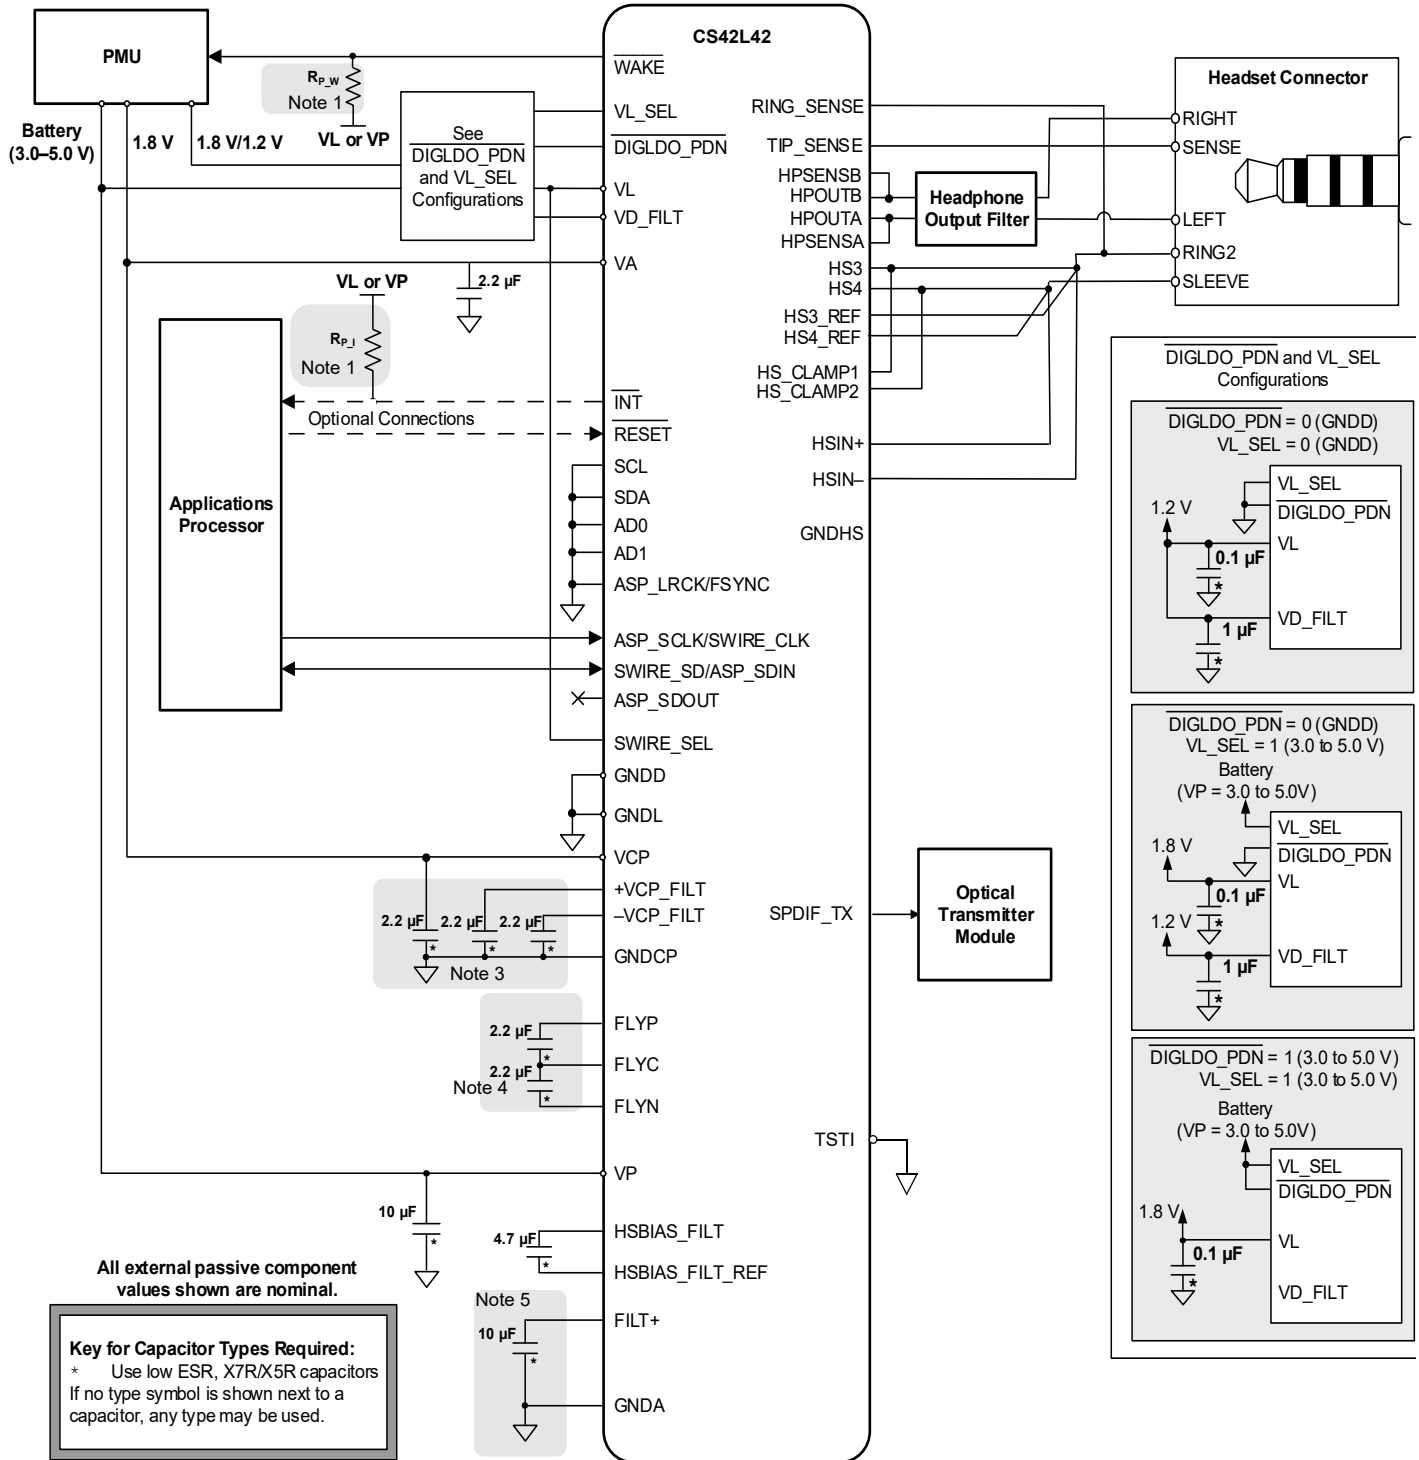 CS42L42
PMU
WAKE
R_P_W
Note 1
VL or VP
Battery
(3.0–5.0 V)
1.8 V
1.8 V/1.2 V
See
DIGLDO_PDN
and VL_SEL
Configurations
VL_SEL
DIGLDO_PDN
VL
VD_FILT
VA
2.2 µF
VL or VP
R_P_I
Note 1
Applications
Processor
Optional Connections
INT
RESET
SCL
SDA
AD0
AD1
ASP_LRCK/FSYNC
ASP_SCLK/SWIRE_CLK
SWIRE_SD/ASP_SDIN
ASP_SDOUT
SWIRE_SEL
GNDD
GNDL
VCP
+VCP_FILT
–VCP_FILT
GNDCP
2.2 µF
*
2.2 µF
*
2.2 µF
*
Note 3
FLYP
FLYC
FLYN
2.2 µF
*
2.2 µF
*
Note 4
VP
10 µF
*
HSBIAS_FILT
HSBIAS_FILT_REF
4.7 µF
*
Note 5
FILT+
10 µF
*
GNDA
All external passive component
values shown are nominal.
Key for Capacitor Types Required:
* Use low ESR, X7R/X5R capacitors
If no type symbol is shown next to a
capacitor, any type may be used.
RING_SENSE
TIP_SENSE
HPSENSB
HPOUTB
HPOUTA
HPSENSA
HS3
HS4
HS3_REF
HS4_REF
HS_CLAMP1
HS_CLAMP2
HSIN+
HSIN–
GNDHS
SPDIF_TX
TSTI
Headphone
Output Filter
Optical
Transmitter
Module
Headset Connector
RIGHT
SENSE
LEFT
RING2
SLEEVE
DIGLDO_PDN and VL_SEL
Configurations
DIGLDO_PDN = 0 (GNDD)
VL_SEL = 0 (GNDD)
VL_SEL
DIGLDO_PDN
1.2 V
VL
0.1 µF
*
VD_FILT
1 µF
*
DIGLDO_PDN = 0 (GNDD)
VL_SEL = 1 (3.0 to 5.0 V)
Battery
(VP = 3.0 to 5.0V)
VL_SEL
DIGLDO_PDN
1.8 V
VL
0.1 µF
*
1.2 V
VD_FILT
1 µF
*
DIGLDO_PDN = 1 (3.0 to 5.0 V)
VL_SEL = 1 (3.0 to 5.0 V)
Battery
(VP = 3.0 to 5.0V)
VL_SEL
DIGLDO_PDN
1.8 V
VL
0.1 µF
*
VD_FILT